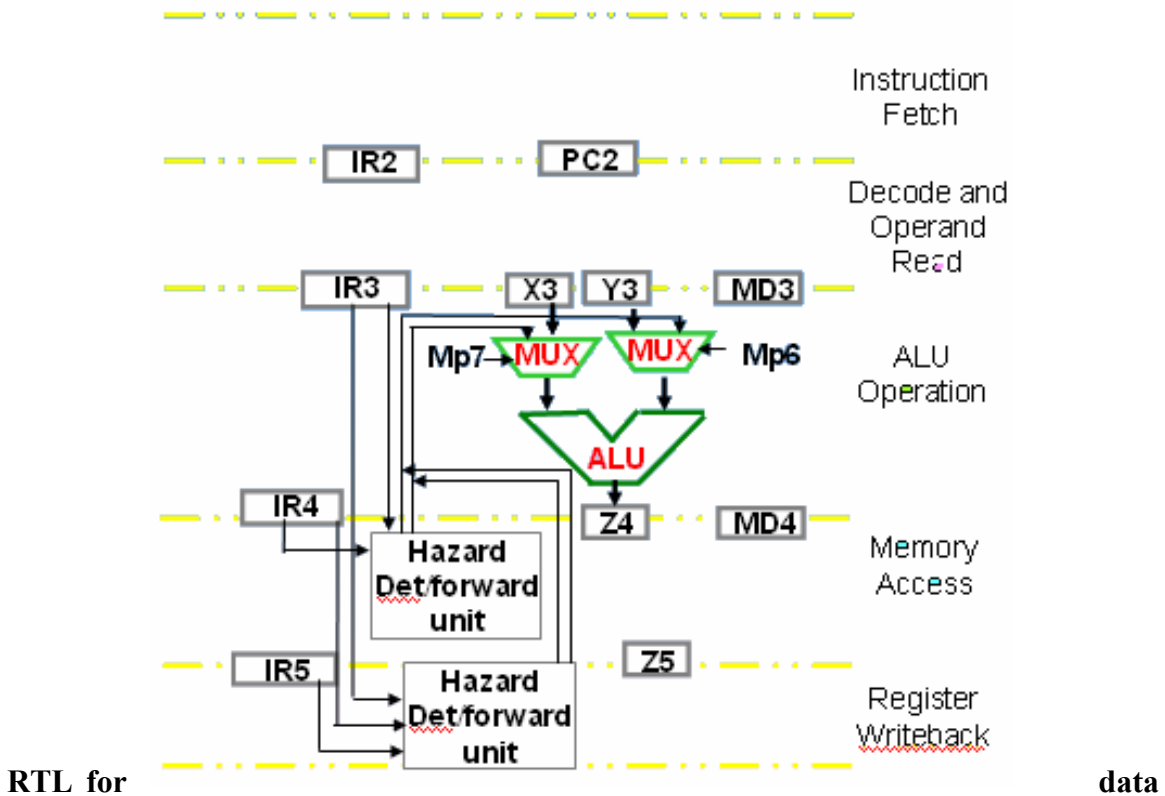 Instruction
Fetch
IR2
PC2
Decode and
Operand
Read
IR3
X3
Y3
MD3
Mp7
MUX
MUX
Mp6
ALU
Operation
ALU
IR4
Z4
MD4
Hazard
Det/forward
unit
Memory
Access
IR5
Z5
Hazard
Det/forward
unit
Register
Writeback
RTL for data